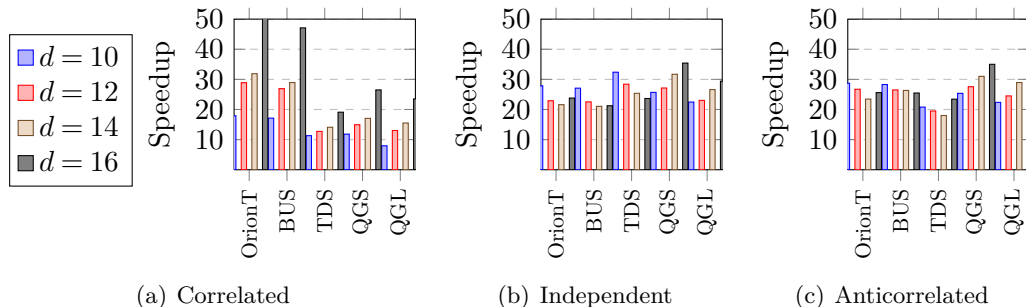 d = 10
d = 12
d = 14
d = 16
50
40
30
20
10
Speedup
OrionT
BUS
TDS
QGS
QGL
(a) Correlated
50
40
30
20
10
Speedup
OrionT
BUS
TDS
QGS
QGL
(b) Independent
50
40
30
20
10
Speedup
OrionT
BUS
TDS
QGS
QGL
(c) Anticorrelated